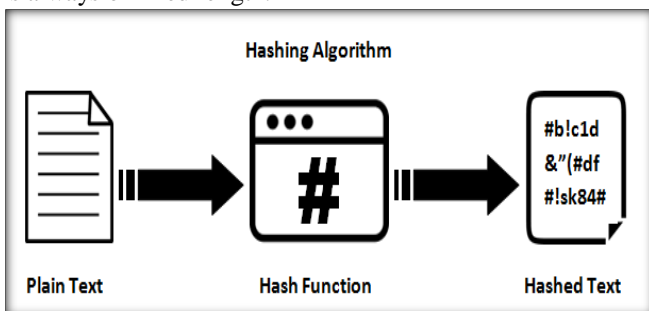 Hashing Algorithm
#
#b!c1d
&”(#df
#!sk84#
Plain Text
Hash Function
Hashed Text